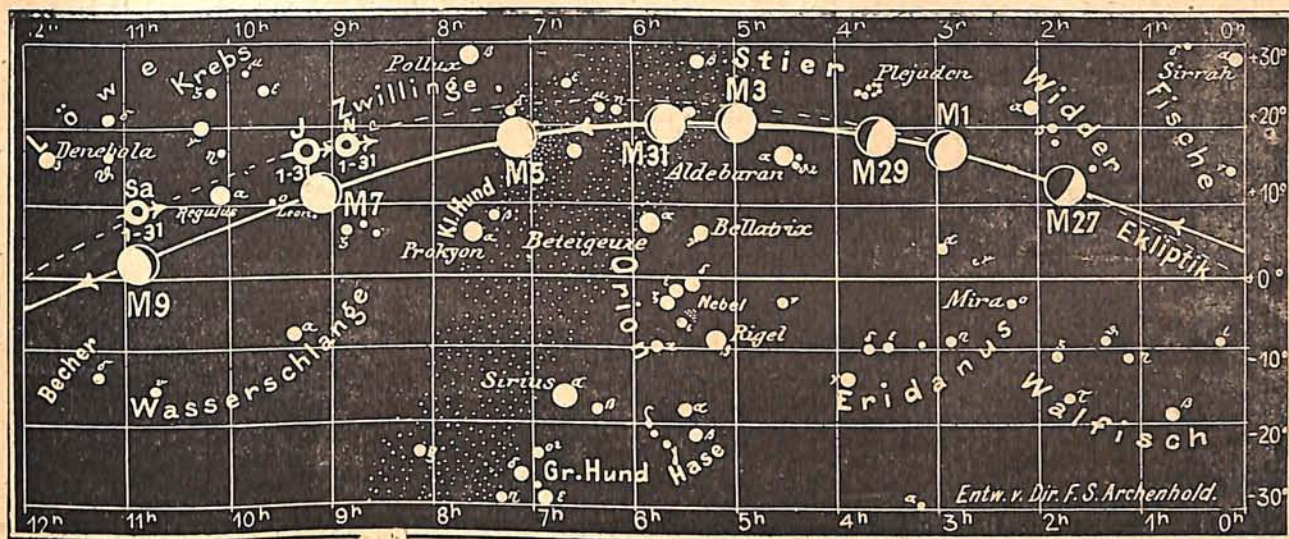 12ʰ 11ʰ 10ʰ 9ʰ 8ʰ 7ʰ 6ʰ 5ʰ 4ʰ 3ʰ 2ʰ 1ʰ 0ʰ
+30°
Löwe
Krebs
Pollux
Zwillinge
Stier
Plejaden
Widder
Fische
Sirrah
+20°
Denebola
J
1-31
N
1-31
M31
M3
M5
Aldebaran
M29
M1
M27
+10°
Sa
1-31
Regulus
Leon.
M7
Kl. Hund
Prokyon
Beteigeuze
Bellatrix
Ekliptik
0°
M9
Orion
Nebel
Rigel
Mira
-10°
Becher
Wasserschlange
Sirius
Eridanus
Walfisch
-20°
Gr. Hund
Hase
-30°
Entw. v. Dir. F. S. Archenhold.
12ʰ 11ʰ 10ʰ 9ʰ 8ʰ 7ʰ 6ʰ 5ʰ 4ʰ 3ʰ 2ʰ 1ʰ 0ʰ